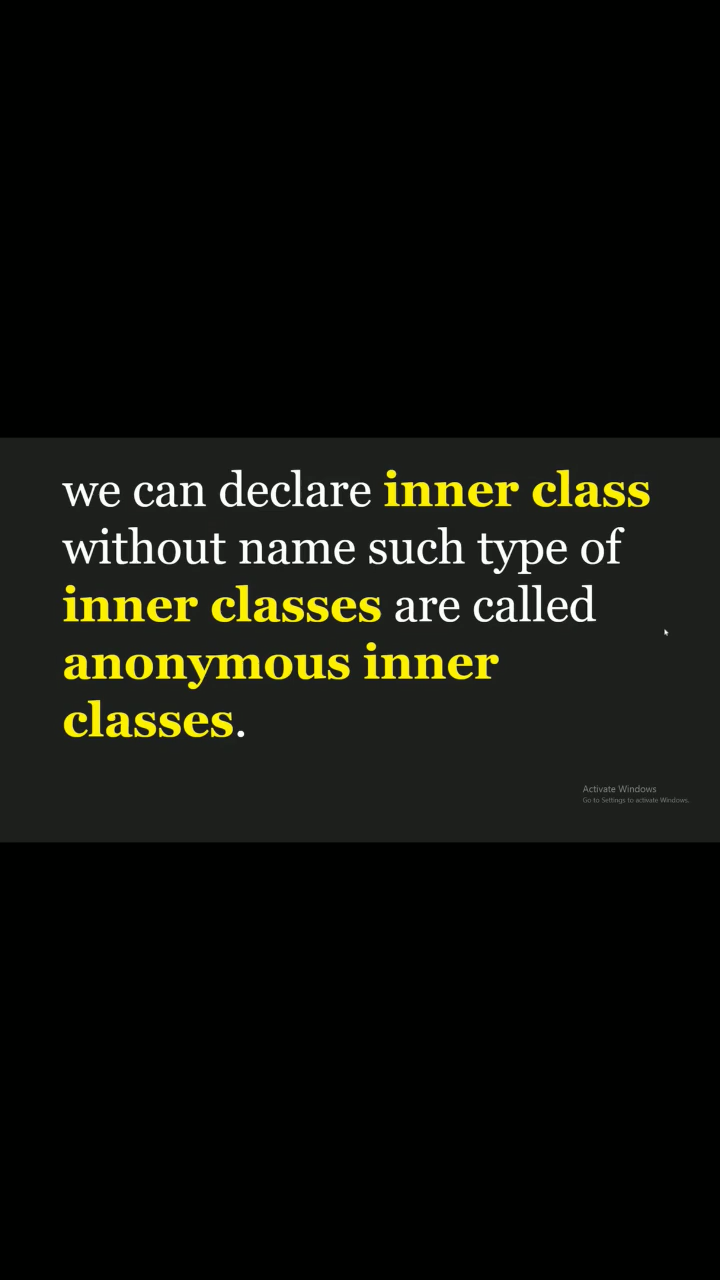 we can declare inner class
without name such type of
inner classes are called
anonymous inner
classes.
Activate Windows
Go to Settings to activate Windows.